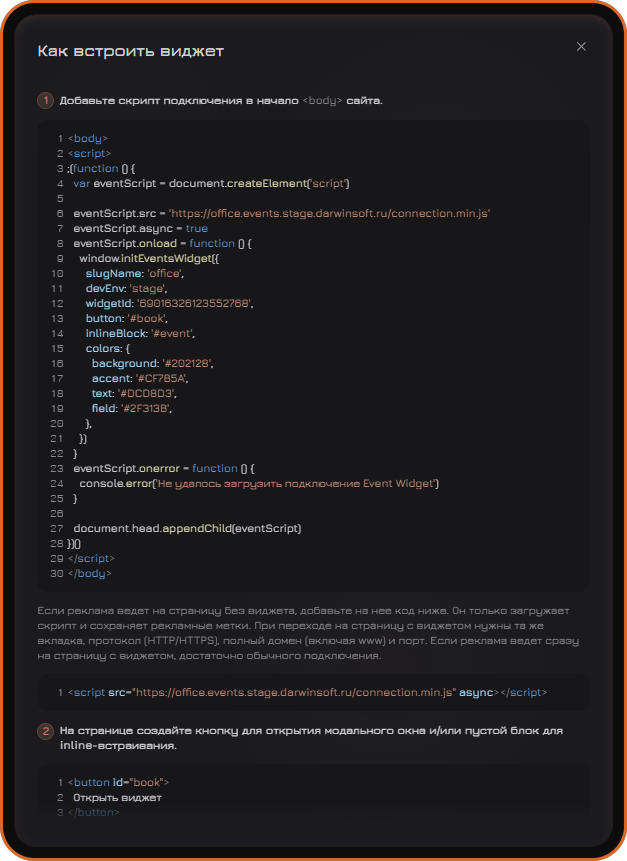 Как встроить виджет
1 Добавьте скрипт подключения в начало <body> сайта.
1 <body>
2 <script>
3 ;(function () {
4 var eventScript = document.createElement('script')
5
6 eventScript.src = 'https://office.events.stage.darwinsoft.ru/connection.min.js'
7 eventScript.async = true
8 eventScript.onload = function () {
9 window.initEventsWidget({
10 slugName: 'office',
11 devEnv: 'stage',
12 widgetId: '69016326123552768',
13 button: '#book',
14 inlineBlock: '#event',
15 colors: {
16 background: '#202128',
17 accent: '#CF7B5A',
18 text: '#DCD8D3',
19 field: '#2F313B',
20 },
21 })
22 }
23 eventScript.onerror = function () {
24 console.error('Не удалось загрузить подключение Event Widget')
25 }
26
27 document.head.appendChild(eventScript)
28 })()
29 </script>
30 </body>
Если реклама ведет на страницу без виджета, добавьте на нее код ниже. Он только загружает
скрипт и сохраняет рекламные метки. При переходе на страницу с виджетом нужны та же
вкладка, протокол (HTTP/HTTPS), полный домен (включая www) и порт. Если реклама ведет сразу
на страницу с виджетом, достаточно обычного подключения.
1 <script src="https://office.events.stage.darwinsoft.ru/connection.min.js" async></script>
2 На странице создайте кнопку для открытия модального окна и/или пустой блок для
inline-встраивания.
1 <button id="book">
2 Открыть виджет
3 </button>